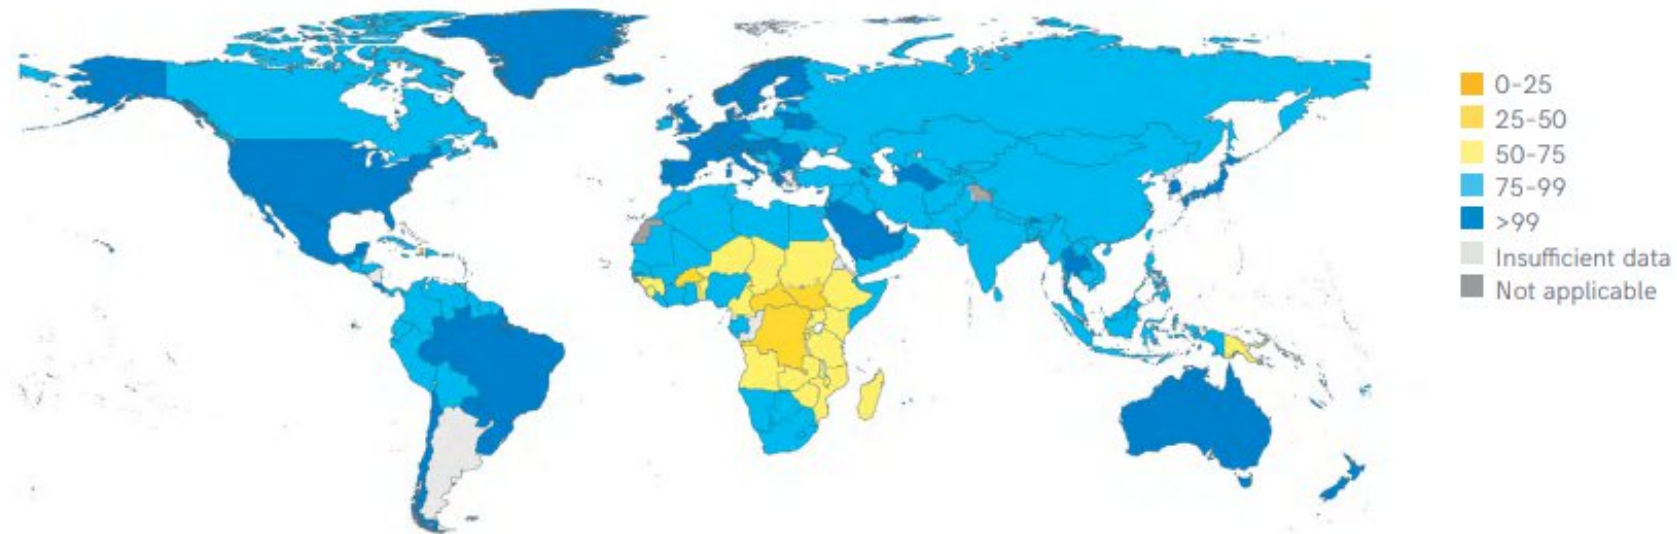 0-25
25-50
50-75
75-99
>99
Insufficient data
Not applicable